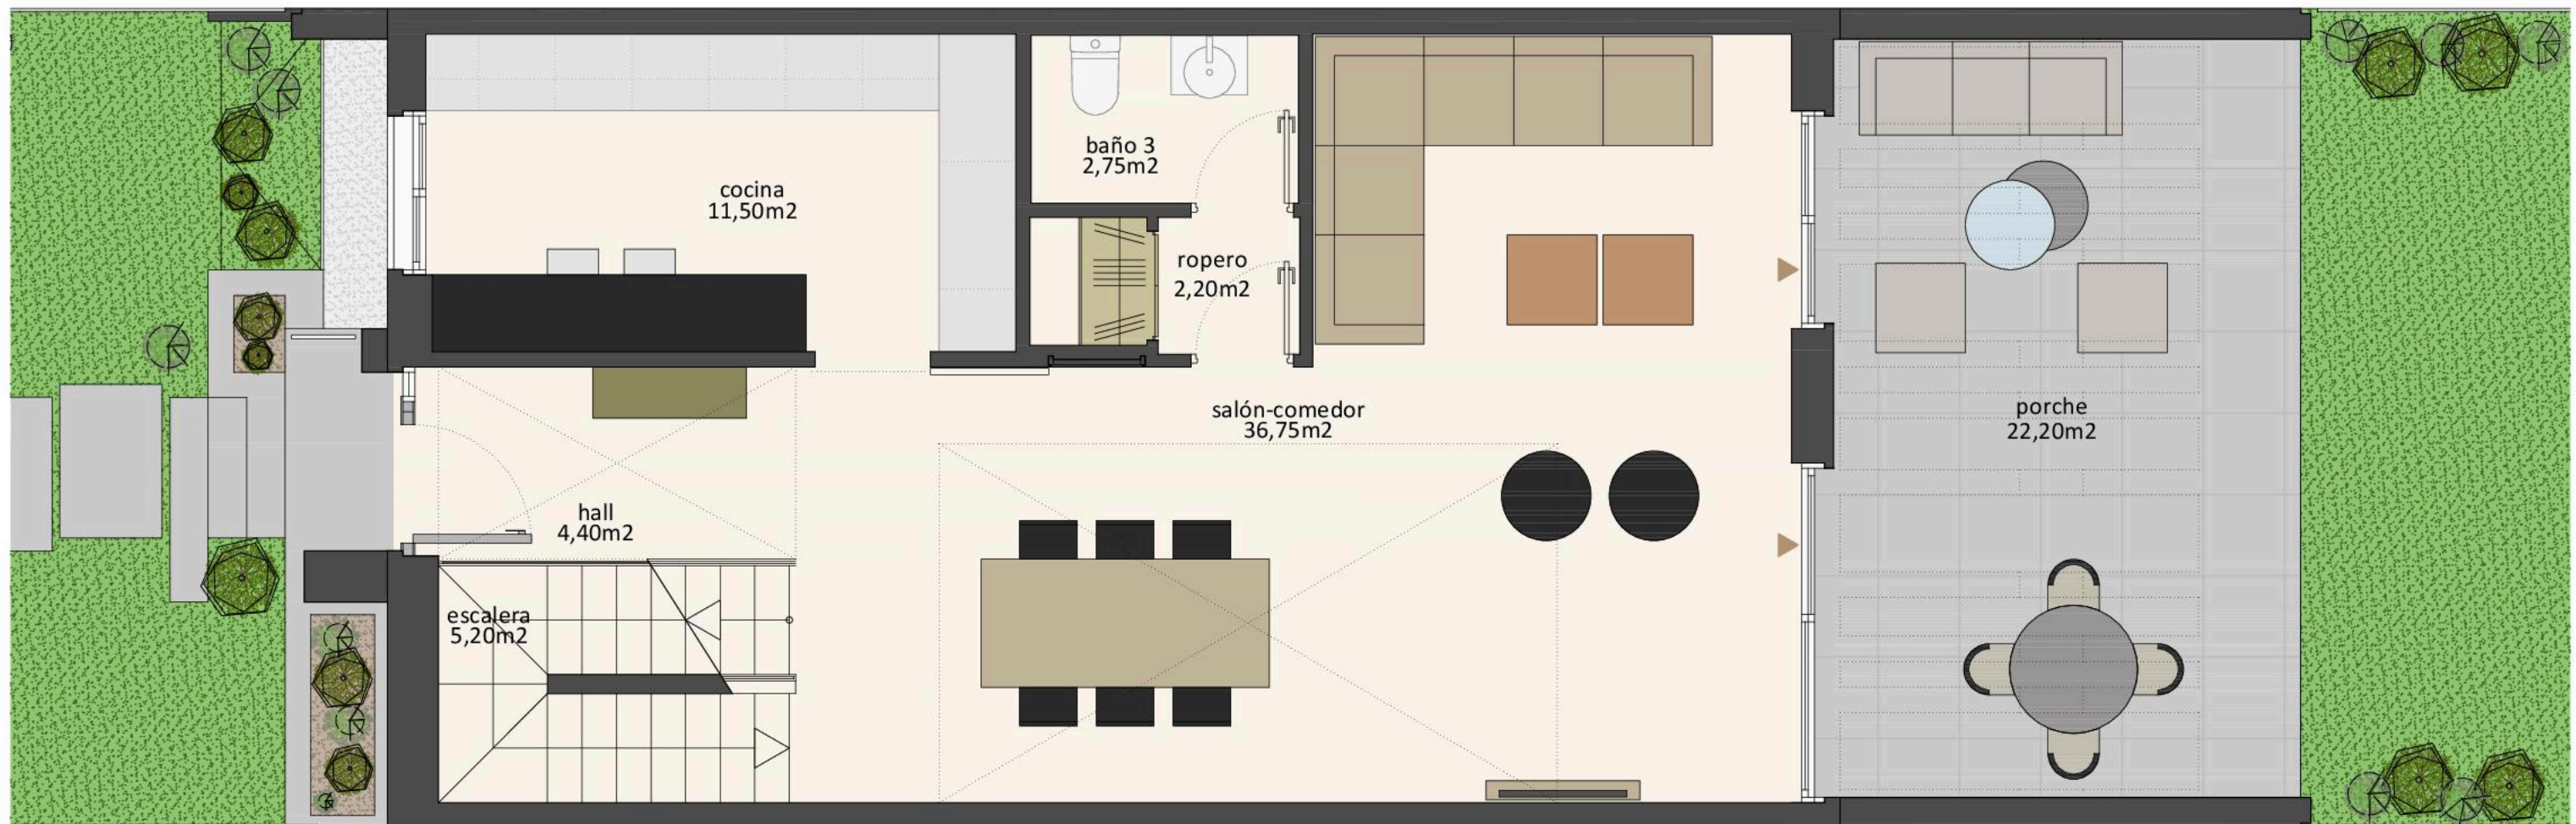 baño 3
2,75m2
cocina
11,50m2
ropero
2,20m2
salón-comedor
36,75m2
porche
22,20m2
hall
4,40m2
escalera
5,20m2